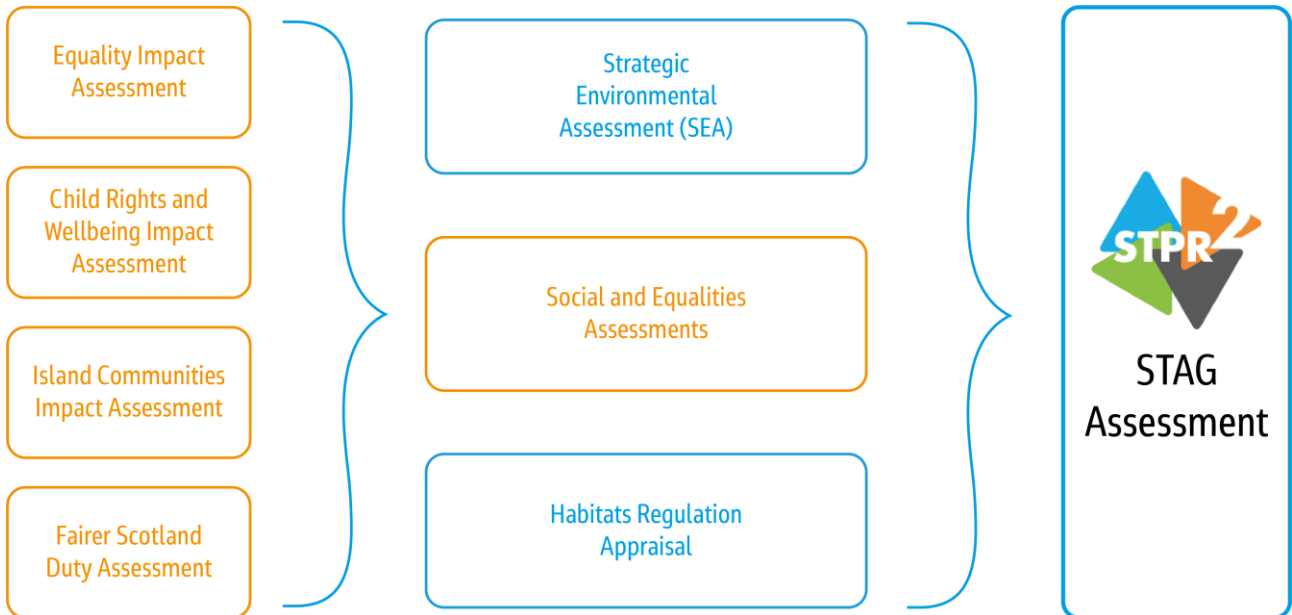 Equality Impact
Assessment
Child Rights and
Wellbeing Impact
Assessment
Island Communities
Impact Assessment
Fairer Scotland
Duty Assessment
Strategic
Environmental
Assessment (SEA)
Social and Equalities
Assessments
Habitats Regulation
Appraisal
STPR2
STAG
Assessment